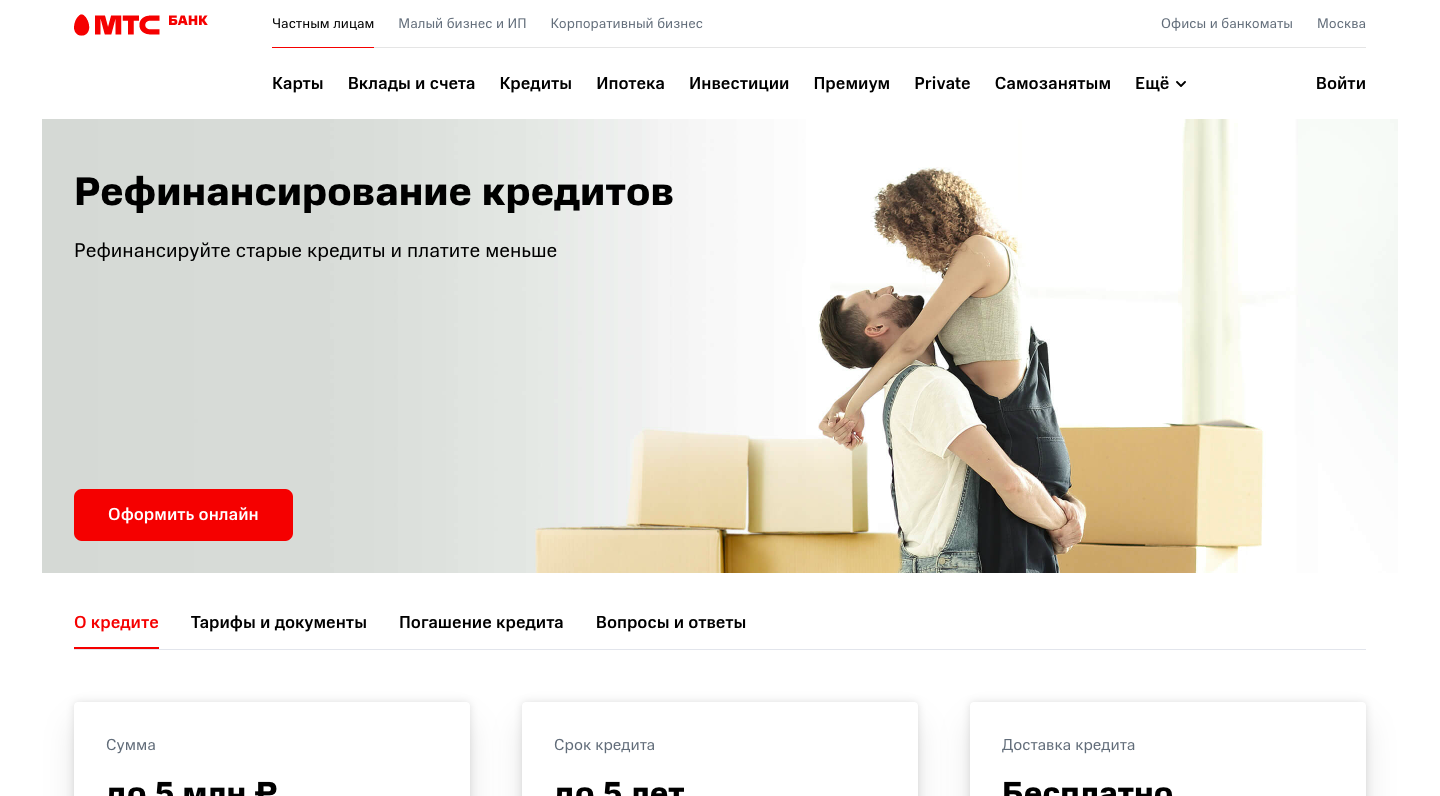 МТС БАНК
Частным лицам Малый бизнес и ИП Корпоративный бизнес Офисы и банкоматы Москва
Карты Вклады и счета Кредиты Ипотека Инвестиции Премиум Private Самозанятым Ещё Войти
Рефинансирование кредитов
Рефинансируйте старые кредиты и платите меньше
Оформить онлайн
О кредите Тарифы и документы Погашение кредита Вопросы и ответы
Сумма Срок кредита Доставка кредита
до 5 млн ₽ до 5 лет Бесплатно